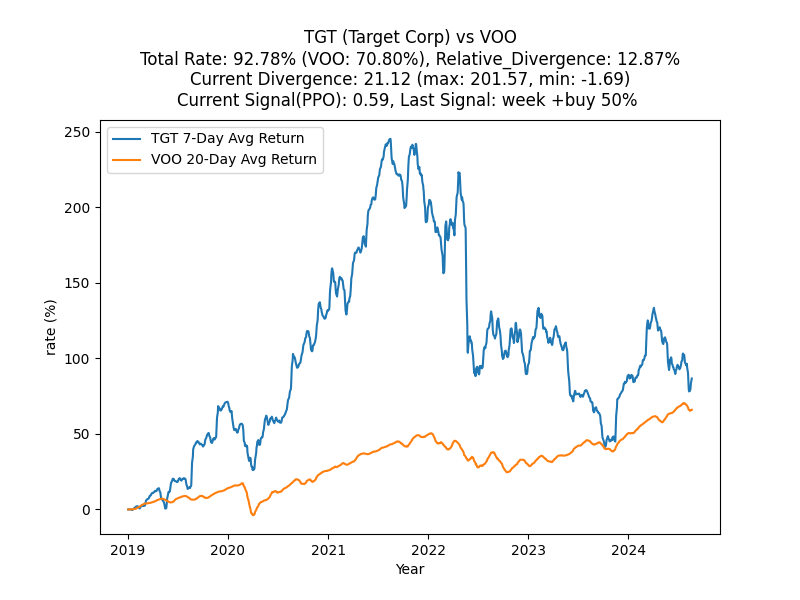 TGT (Target Corp) vs VOO
Total Rate: 92.78% (VOO: 70.80%), Relative_Divergence: 12.87%
Current Divergence: 21.12 (max: 201.57, min: -1.69)
Current Signal(PPO): 0.59, Last Signal: week +buy 50%
TGT 7-Day Avg Return
VOO 20-Day Avg Return
250
200
150
100
50
0
rate (%)
2019 2020 2021 2022 2023 2024
Year